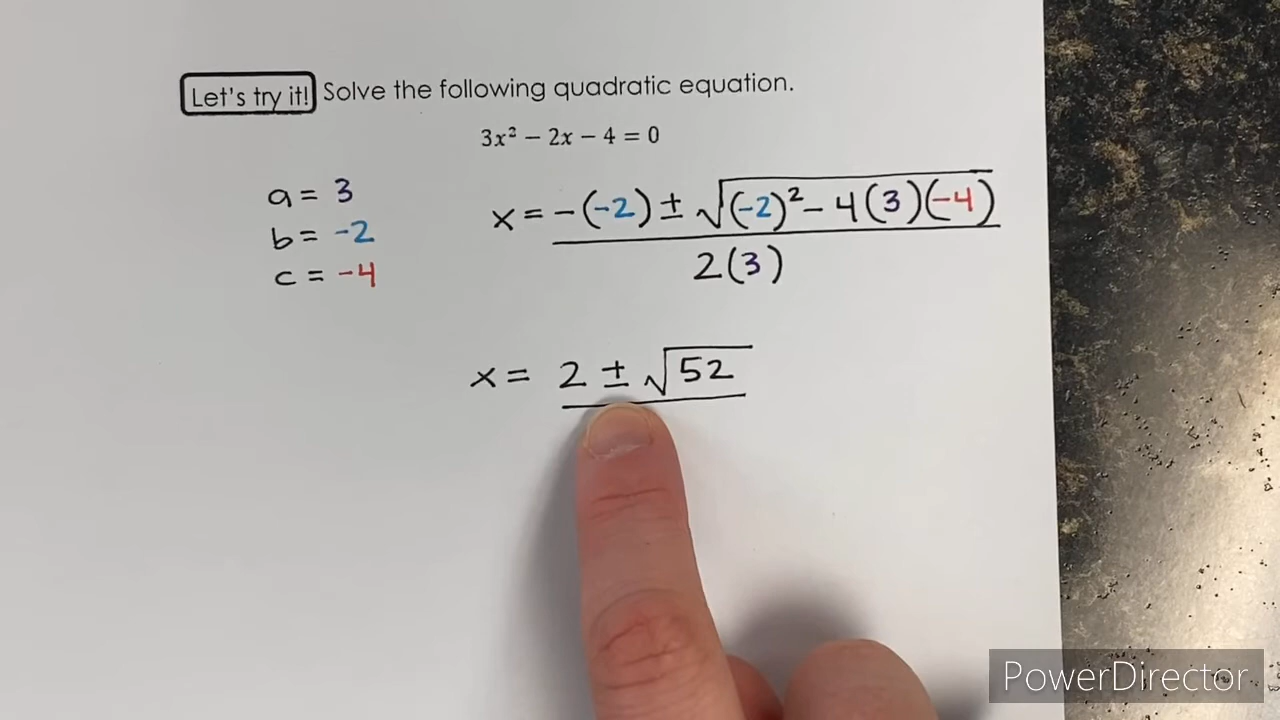 Let's try it! Solve the following quadratic equation.
3x² − 2x − 4 = 0
a = 3
b = -2
c = -4
x = -(-2) ± √(-2)² - 4(3)(-4)
2(3)
x = 2 ± √52
PowerDirector